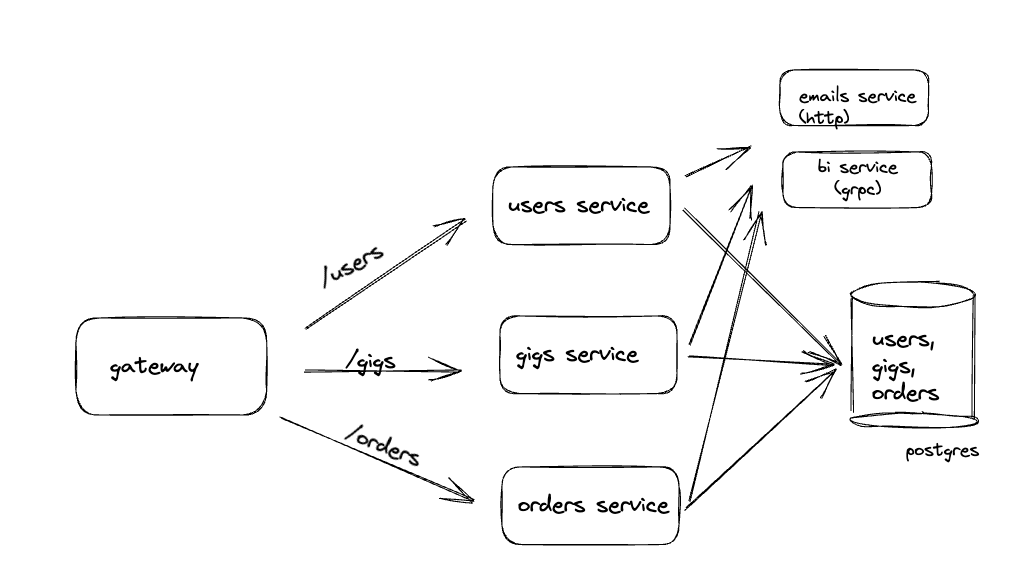 emails service
(http)
bi service
(grpc)
users service
/users
gateway
/gigs
gigs service
users,
gigs,
orders
postgres
/orders
orders service